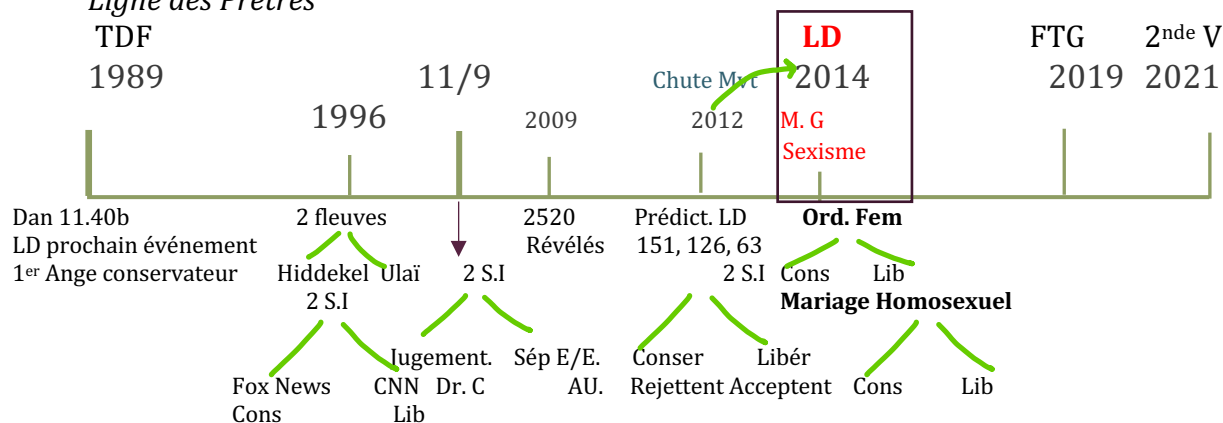 Ligne des Prêtres
TDF LD FTG 2nde V
1989 11/9 Chute Mvt 2014 2019 2021
1996 2009 2012 M. G
Sexisme
Dan 11.40b 2 fleuves 2520 Prédict. LD Ord. Fem
LD prochain événement Révélés 151, 126, 63
1er Ange conservateur Hiddekel Ulaï 2 S.I 2 S.I Cons Lib
2 S.I Mariage Homosexuel
Jugement. Sép E/E. Conser Libér
Fox News CNN Dr. C AU. Rejettent Acceptent Cons Lib
Cons Lib